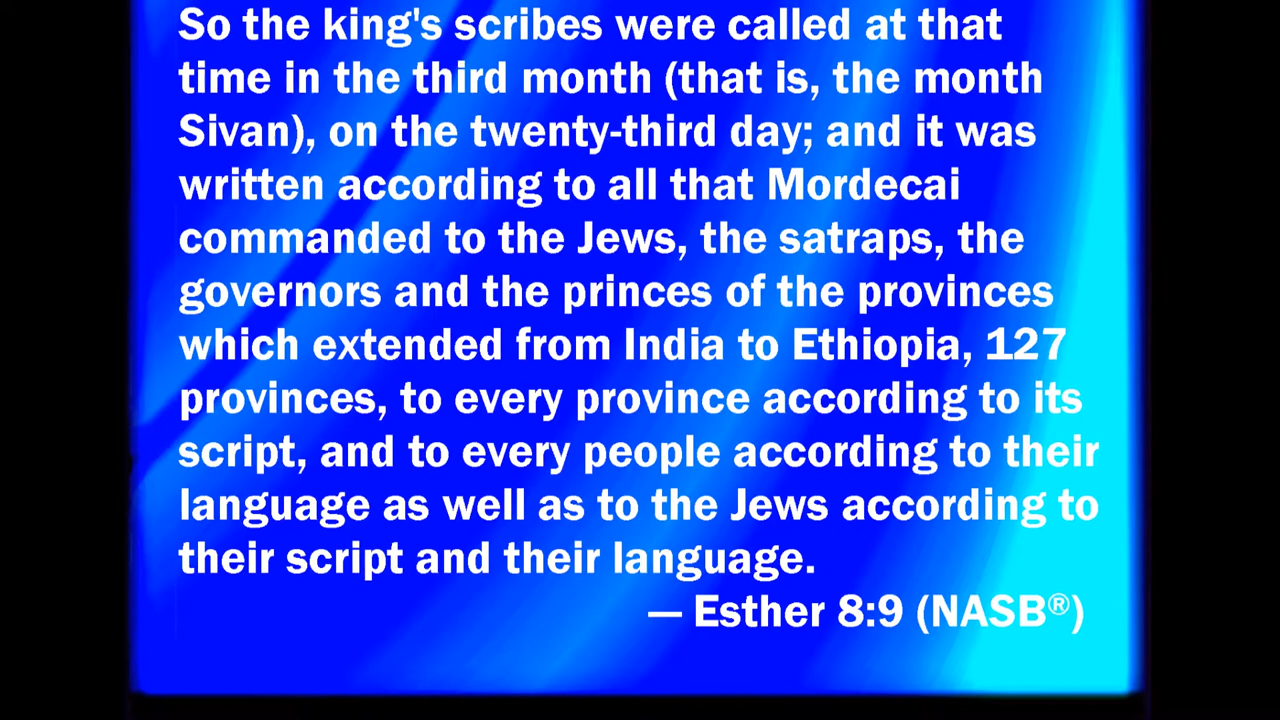 So the king's scribes were called at that
time in the third month (that is, the month
Sivan), on the twenty-third day; and it was
written according to all that Mordecai
commanded to the Jews, the satraps, the
governors and the princes of the provinces
which extended from India to Ethiopia, 127
provinces, to every province according to its
script, and to every people according to their
language as well as to the Jews according to
their script and their language.
— Esther 8:9 (NASB®)